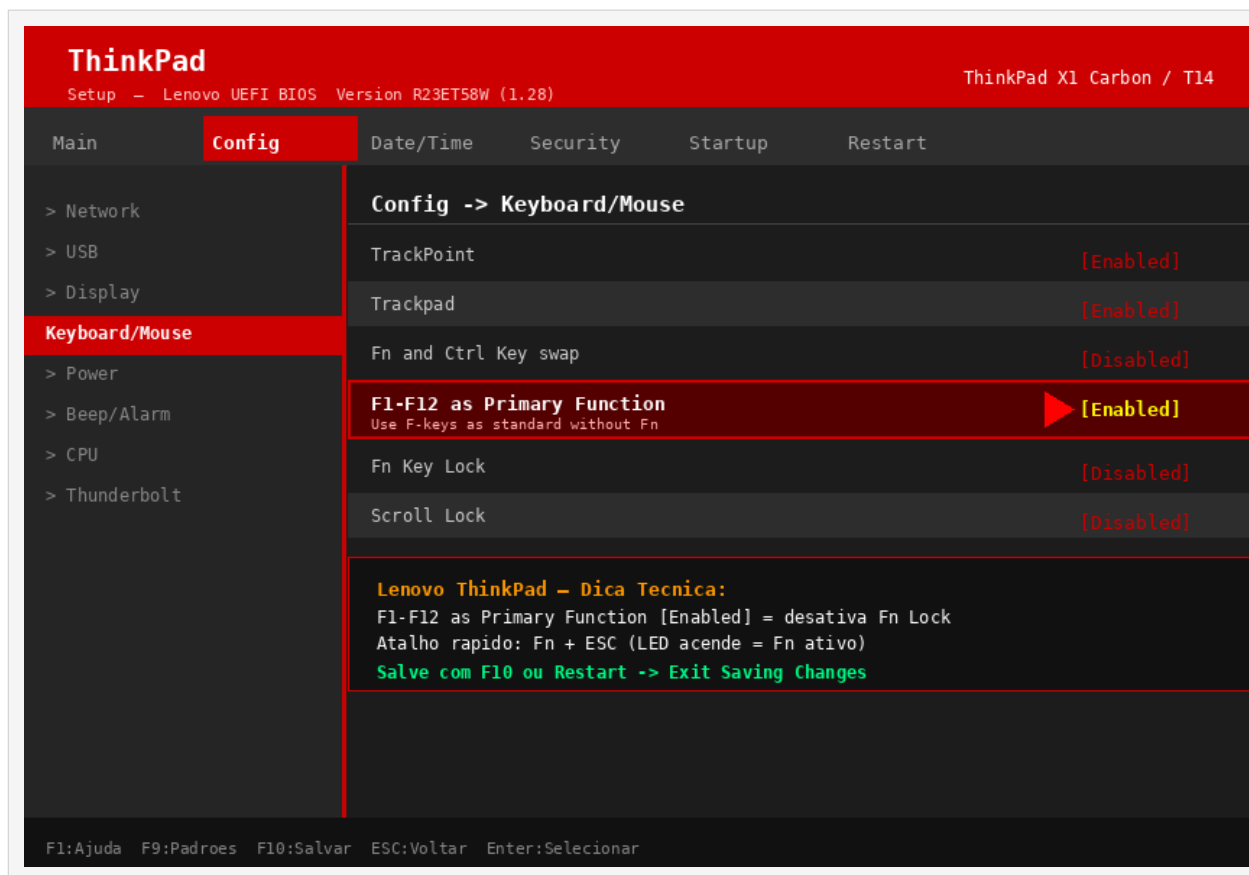 ThinkPad
Setup – Lenovo UEFI BIOS Version R23ET58W (1.28)
ThinkPad X1 Carbon / T14
Main Config Date/Time Security Startup Restart
> Network
> USB
> Display
Keyboard/Mouse
> Power
> Beep/Alarm
> CPU
> Thunderbolt
Config -> Keyboard/Mouse
TrackPoint [Enabled]
Trackpad [Enabled]
Fn and Ctrl Key swap [Disabled]
F1-F12 as Primary Function [Enabled]
Use F-keys as standard without Fn
Fn Key Lock [Disabled]
Scroll Lock [Disabled]
Lenovo ThinkPad – Dica Tecnica:
F1-F12 as Primary Function [Enabled] = desativa Fn Lock
Atalho rapido: Fn + ESC (LED acende = Fn ativo)
Salve com F10 ou Restart -> Exit Saving Changes
F1:Ajuda F9:Padroes F10:Salvar ESC:Voltar Enter:Selecionar